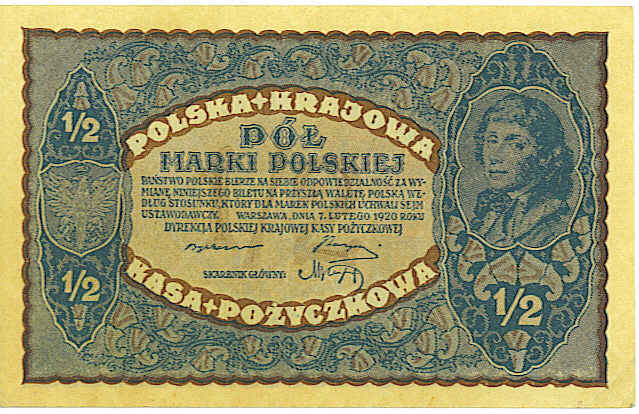 POLSKA + KRAJOWA
1/2
PÓŁ
MARKI POLSKIEJ
PAŃSTWO POLSKIE BIERZE NA SIEBIE ODPOWIEDZIALNOŚĆ ZA WY-
MIANĘ NINIEJSZEGO BILETU NA PRZYSZŁĄ WALUTĘ POLSKĄ WE-
DŁUG STOSUNKU, KTÓRY DLA MAREK POLSKICH UCHWALI SEJM
USTAWODAWCZY. WARSZAWA, DNIA 7. LUTEGO 1920 ROKU
DYREKCJA POLSKIEJ KRAJOWEJ KASY POŻYCZKOWEJ
SKARBNIK GŁÓWNY:
1/2
1/2
KASA + POŻYCZKOWA